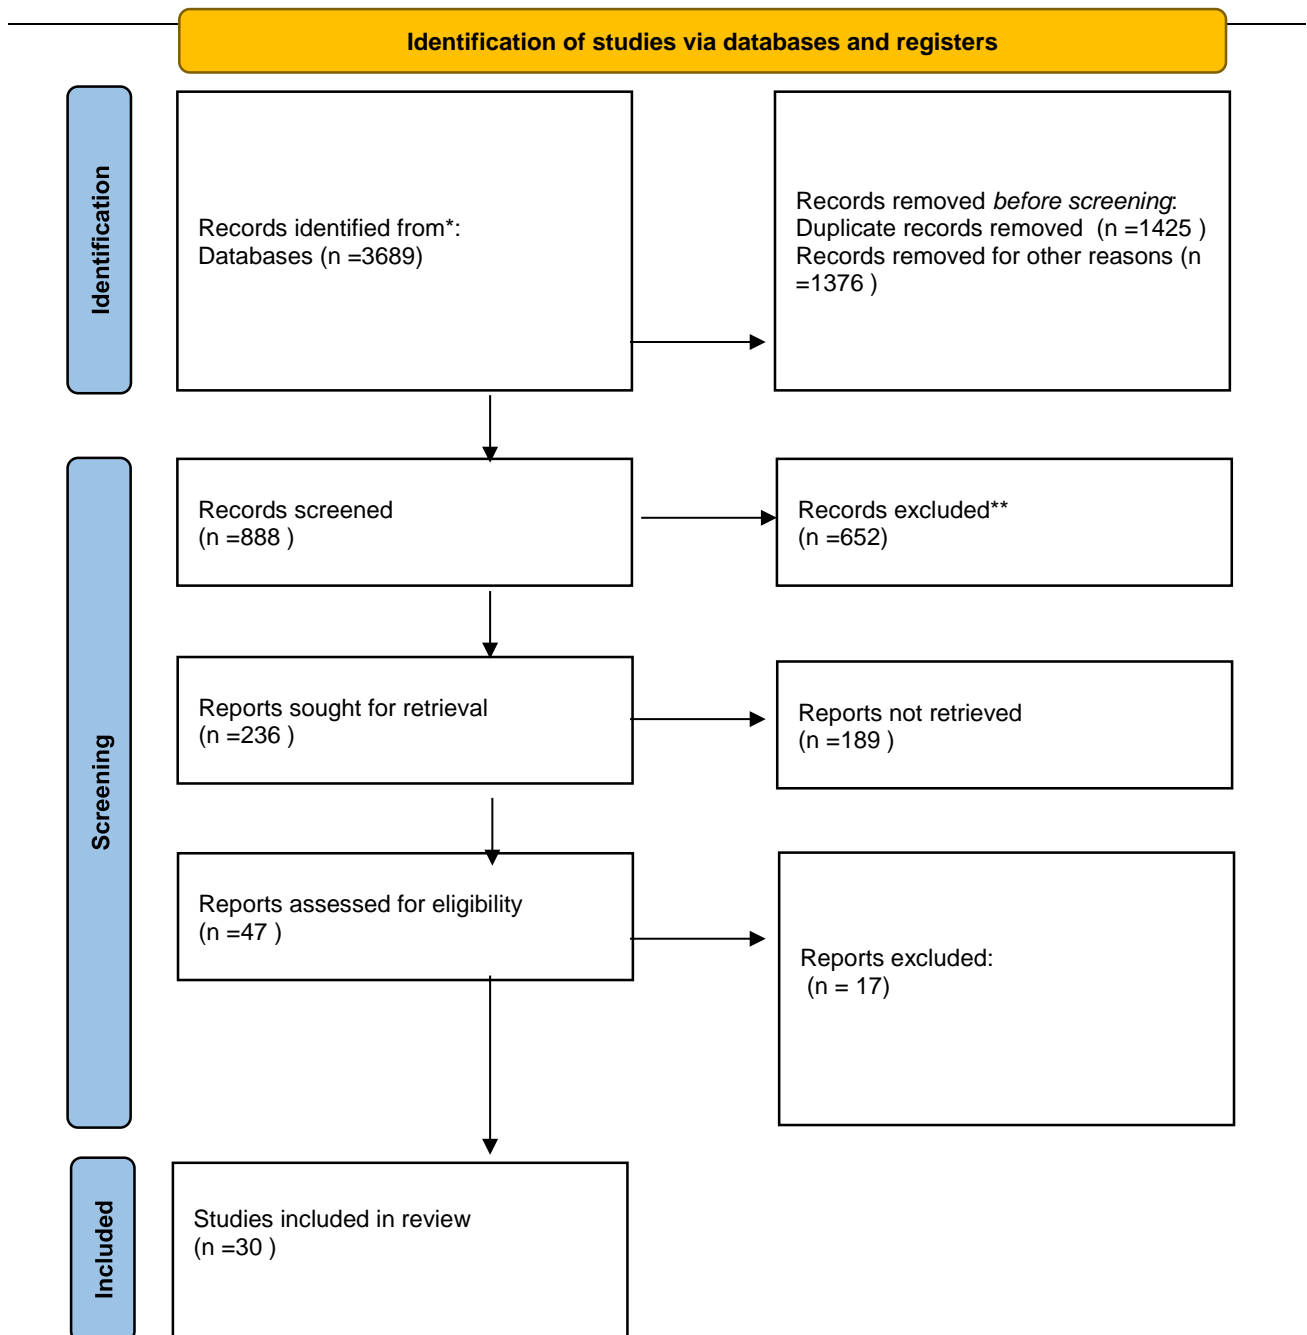 Identification of studies via databases and registers
Identification
Records identified from*:
Databases (n =3689)
Records removed before screening:
Duplicate records removed  (n =1425 )
Records removed for other reasons (n
=1376 )
Screening
Records screened
(n =888 )
Records excluded**
(n =652)
Reports sought for retrieval
(n =236 )
Reports not retrieved
(n =189 )
Reports assessed for eligibility
(n =47 )
Reports excluded:
(n = 17)
Included
Studies included in review
(n =30 )